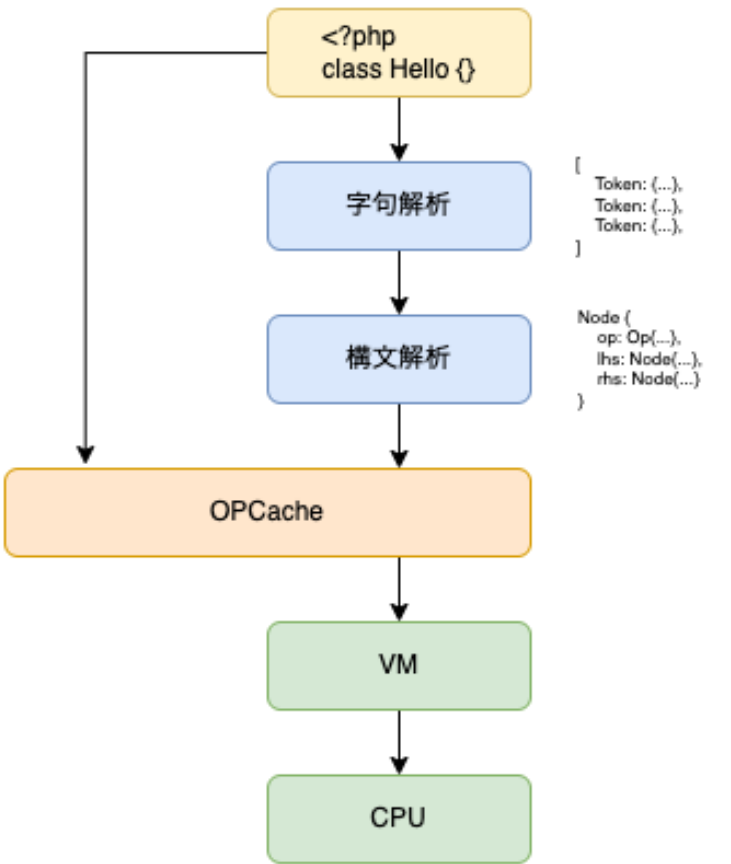 <?php
class Hello {}
字句解析
[
Token: {...},
Token: {...},
Token: {...},
]
構文解析
Node {
op: Op{...},
lhs: Node{...},
rhs: Node{...}
}
OPCache
VM
CPU